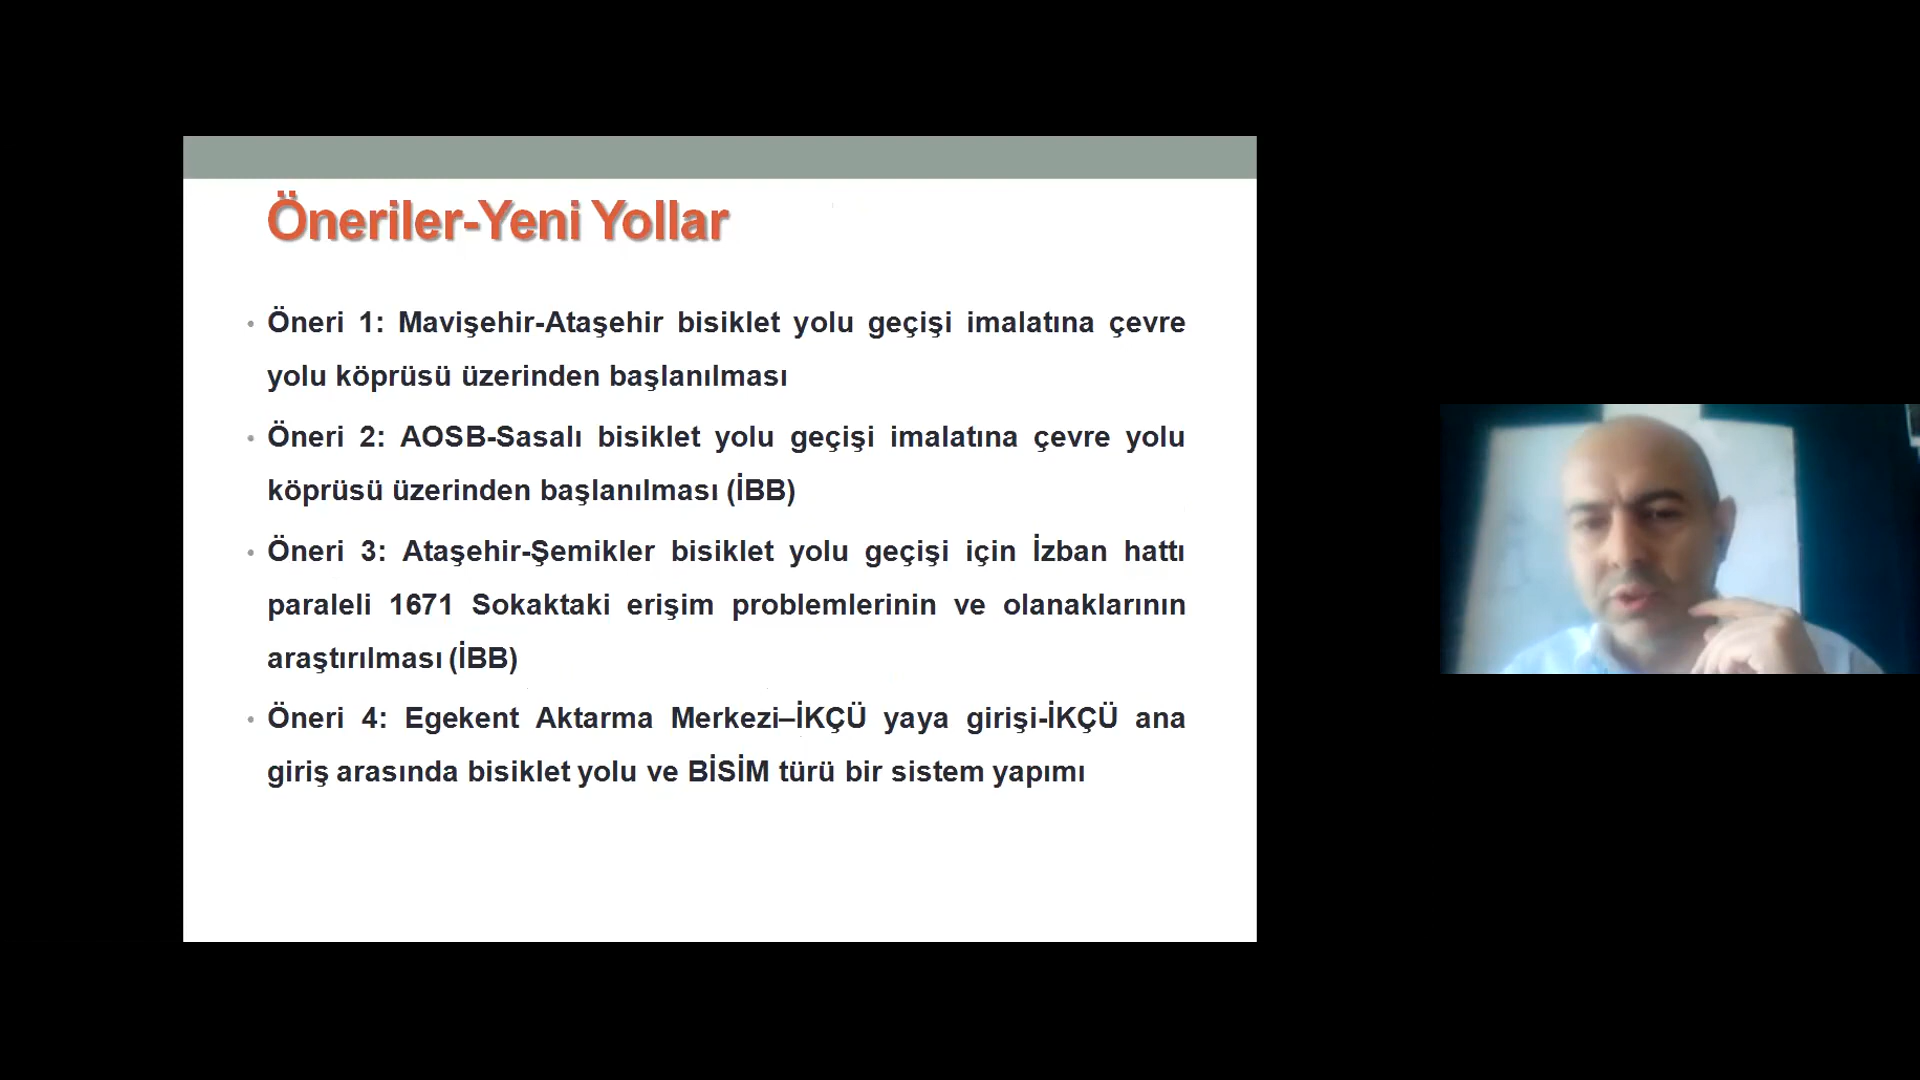 Öneriler-Yeni Yollar
• Öneri 1: Mavişehir-Ataşehir bisiklet yolu geçişi imalatına çevre
yolu köprüsü üzerinden başlanılması
• Öneri 2: AOSB-Sasalı bisiklet yolu geçişi imalatına çevre yolu
köprüsü üzerinden başlanılması (İBB)
• Öneri 3: Ataşehir-Şemikler bisiklet yolu geçişi için İzban hattı
paraleli 1671 Sokaktaki erişim problemlerinin ve olanaklarının
araştırılması (İBB)
• Öneri 4: Egekent Aktarma Merkezi–İKÇÜ yaya girişi-İKÇÜ ana
giriş arasında bisiklet yolu ve BİSİM türü bir sistem yapımı